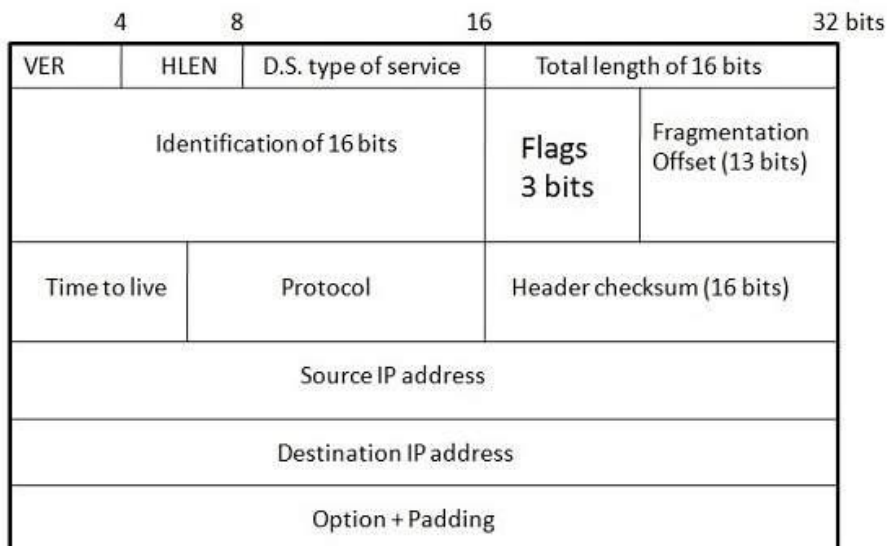 4 8 16 32 bits
VER HLEN D.S. type of service Total length of 16 bits
Identification of 16 bits
Flags
3 bits
Fragmentation
Offset (13 bits)
Time to live Protocol Header checksum (16 bits)
Source IP address
Destination IP address
Option + Padding